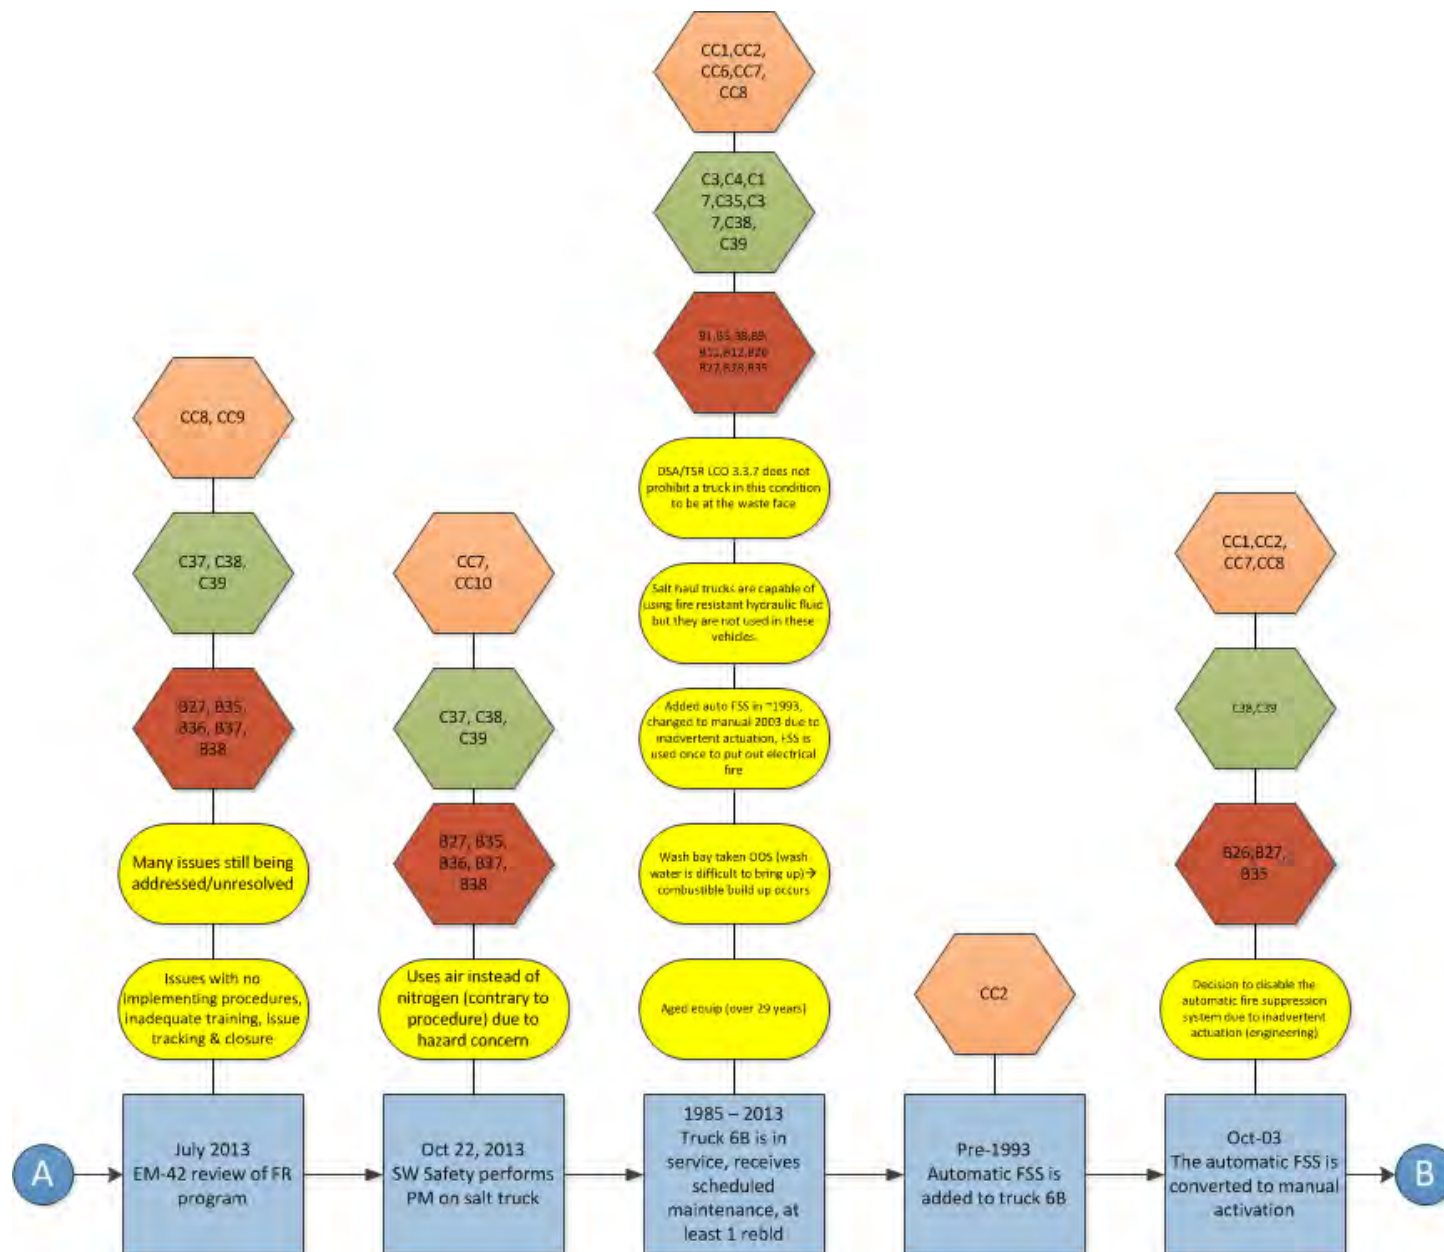 CC8, CC9
C37, C38,
C39
B27, B35,
B36, B37,
B38
Many issues still being
addressed/unresolved
Issues with no
implementing procedures,
inadequate training, issue
tracking & closure
July 2013
EM-42 review of FR
program
CC7,
CC10
C37, C38,
C39
B27, B35,
B36, B37,
B38
Uses air instead of
nitrogen (contrary to
procedure) due to
hazard concern
Oct 22, 2013
SW Safety performs
PM on salt truck
CC1,CC2,
CC6,CC7,
CC8
C3,C4,C1
7,C35,C3
7,C38,
C39
B27,B28,B35
DSA/TSR LCO 3.3.7 does not
prohibit a truck in this condition
to be at the waste face
Salt haul trucks are capable of
using fire resistant hydraulic fluid
but they are not used in these
vehicles.
Added auto FSS in ~1993,
changed to manual 2003 due to
inadvertent actuation, FSS is
used once to put out electrical
fire
Wash bay taken OOS (wash
water is difficult to bring up)→
combustible build up occurs
Aged equip (over 29 years)
1985 – 2013
Truck 6B is in
service, receives
scheduled
maintenance, at
least 1 rebld
CC2
Pre-1993
Automatic FSS is
added to truck 6B
CC1,CC2,
CC7,CC8
C38,C39
B26,B27,
B35
Decision to disable the
automatic fire suppression
system due to inadvertent
actuation (engineering)
Oct-03
The automatic FSS is
converted to manual
activation
A
B